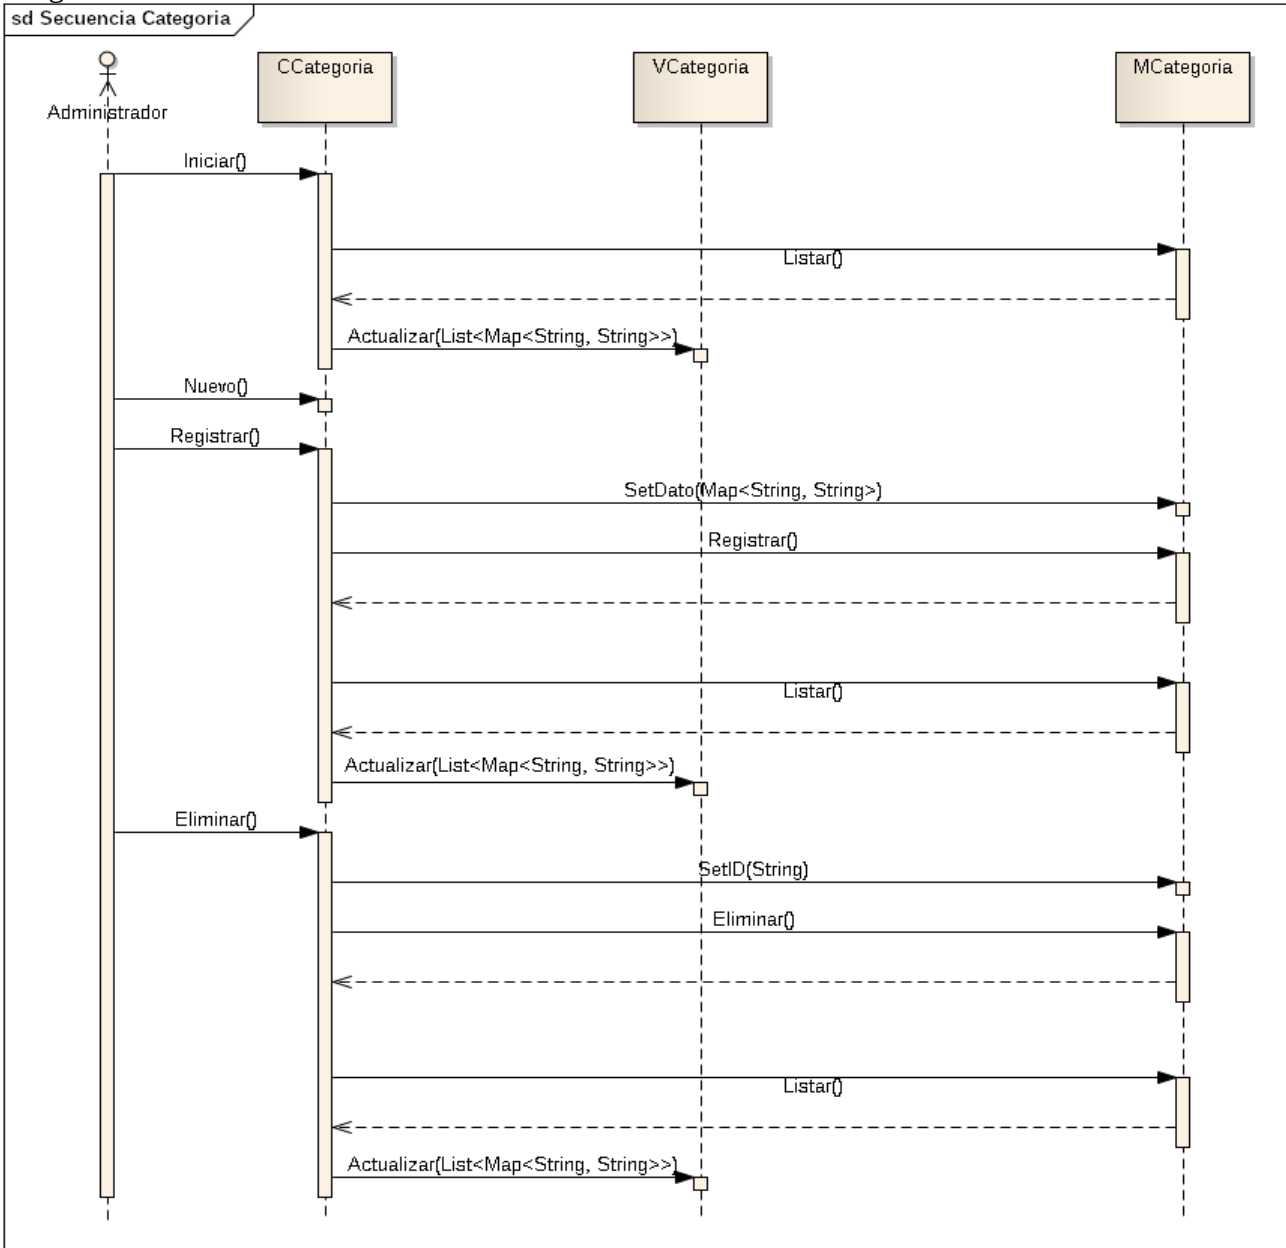 sd Secuencia Categoria
Administrador
CCategoria
VCategoria
MCategoria
Iniciar()
Listar()
Actualizar(List<Map<String, String>>)
Nuevo()
Registrar()
SetDato(Map<String, String>)
Registrar()
Listar()
Actualizar(List<Map<String, String>>)
Eliminar()
SetID(String)
Eliminar()
Listar()
Actualizar(List<Map<String, String>>)